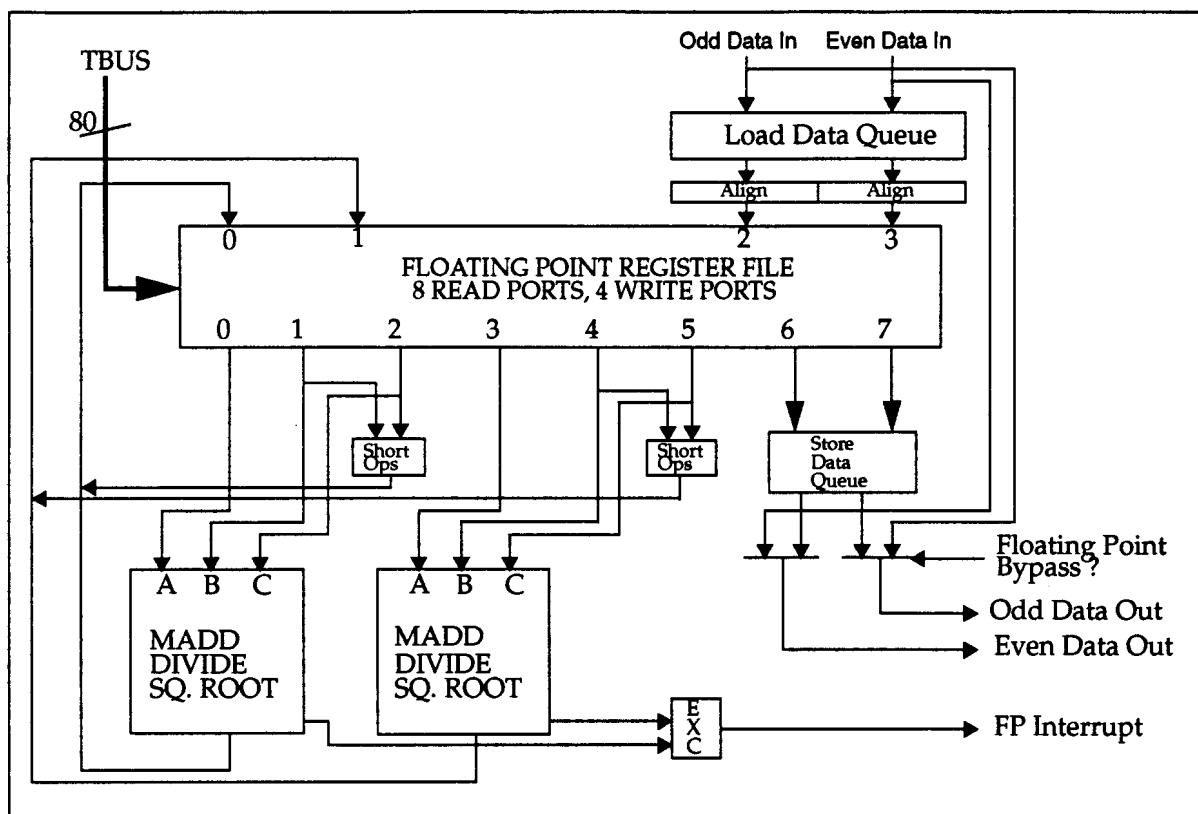 Odd Data In Even Data In
TBUS
80
Load Data Queue
Align Align
0 1 2 3
FLOATING POINT REGISTER FILE
8 READ PORTS, 4 WRITE PORTS
0 1 2 3 4 5 6 7
Short
Ops
Short
Ops
Store
Data
Queue
Floating Point
Bypass ?
A B C
A B C
Odd Data Out
MADD
DIVIDE
SQ. ROOT
MADD
DIVIDE
SQ. ROOT
Even Data Out
E
X
C
FP Interrupt